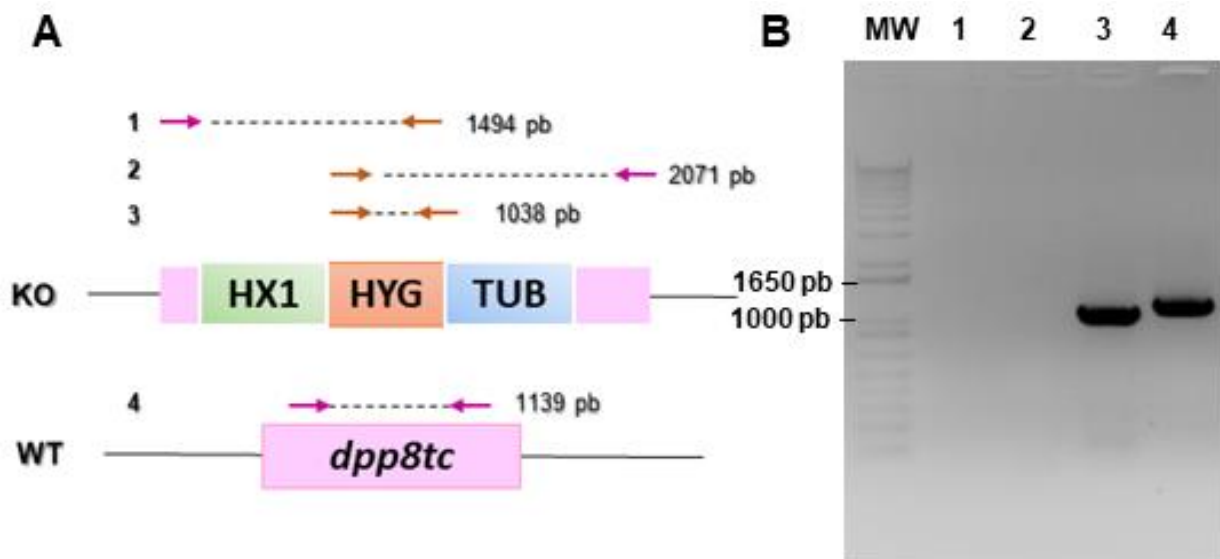 A
1 1494 pb
2 2071 pb
3 1038 pb
KO HX1 HYG TUB
4 1139 pb
WT dpp8tc
B
MW 1 2 3 4
1650 pb
1000 pb